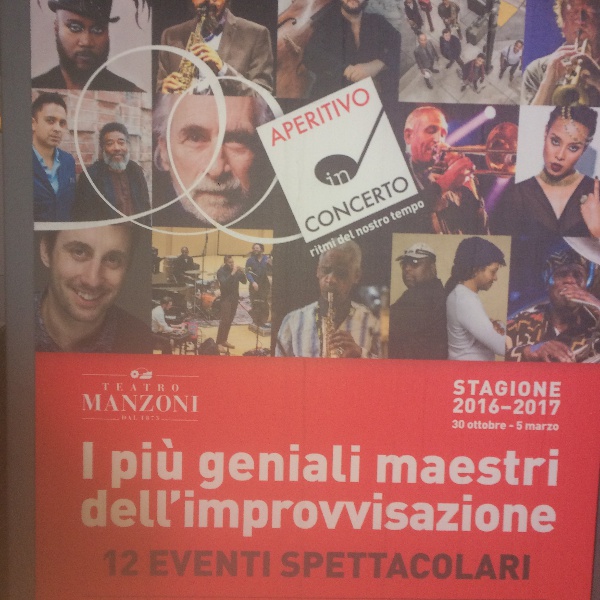 APERITIVO
in
CONCERTO
ritmi del nostro tempo
TEATRO
MANZONI
DAL 1872
STAGIONE
2016–2017
30 ottobre - 5 marzo
I più geniali maestri
dell'improvvisazione
12 EVENTI SPETTACOLARI